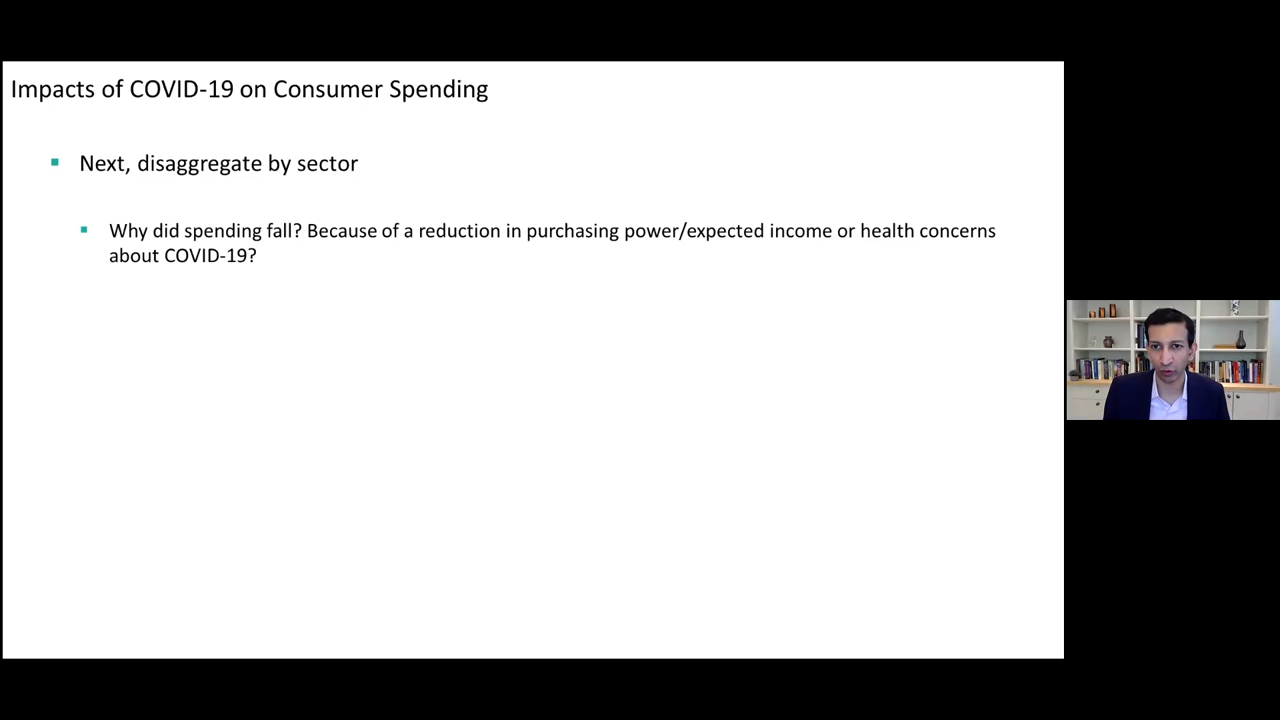 Impacts of COVID-19 on Consumer Spending
Next, disaggregate by sector
Why did spending fall? Because of a reduction in purchasing power/expected income or health concerns
about COVID-19?